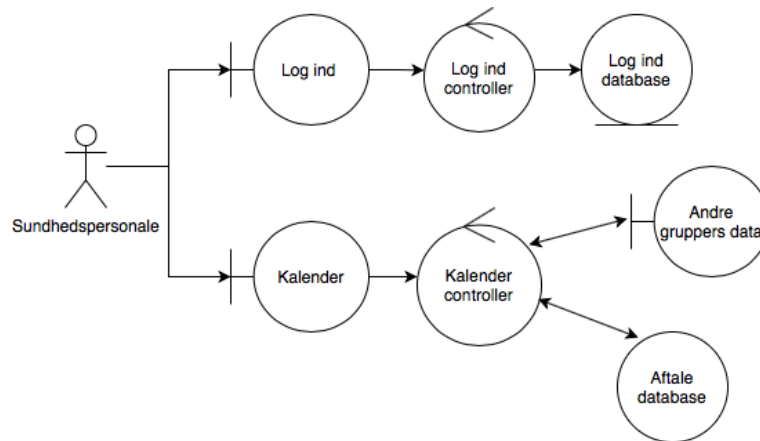 Log ind
Log ind
controller
Log ind
database
Sundhedspersonale
Kalender
Kalender
controller
Andre
gruppers data
Aftale
database